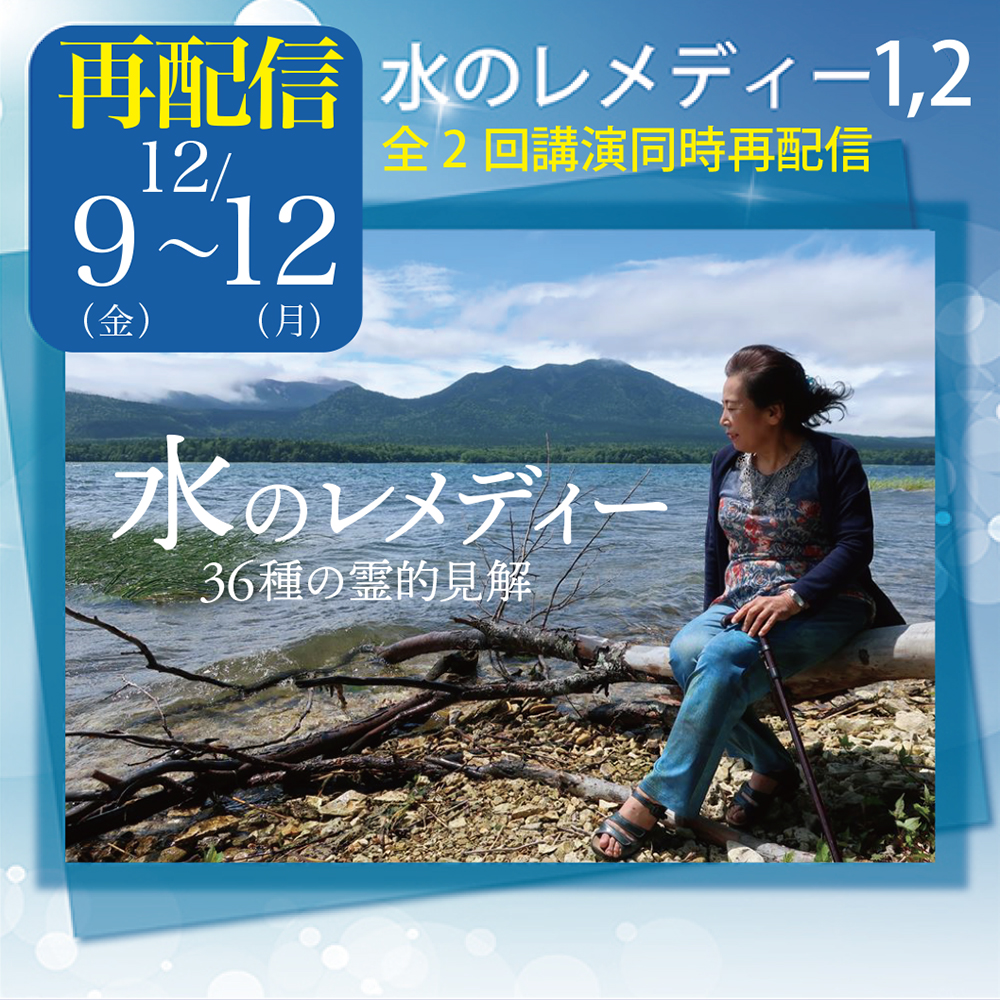 再配信
12/
9~12
(金) (月)
水のレメディー1,2
全2回講演同時再配信
水のレメディー
36種の霊的見解